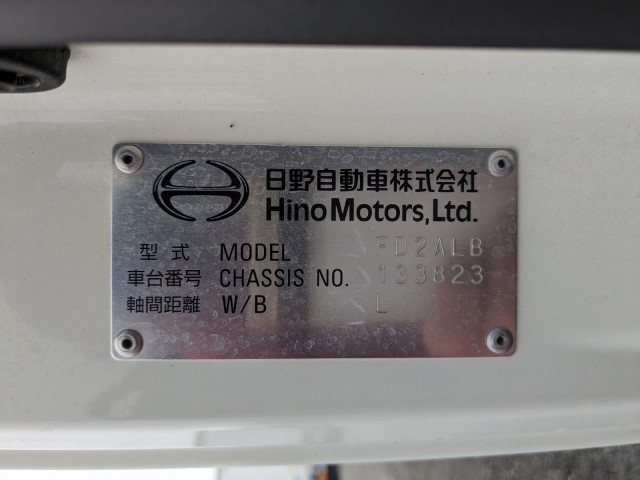 日野自動車株式会社
Hino Motors, Ltd.
型式 MODEL FD2ALB
車台番号 CHASSIS NO. 133823
軸間距離 W/B L